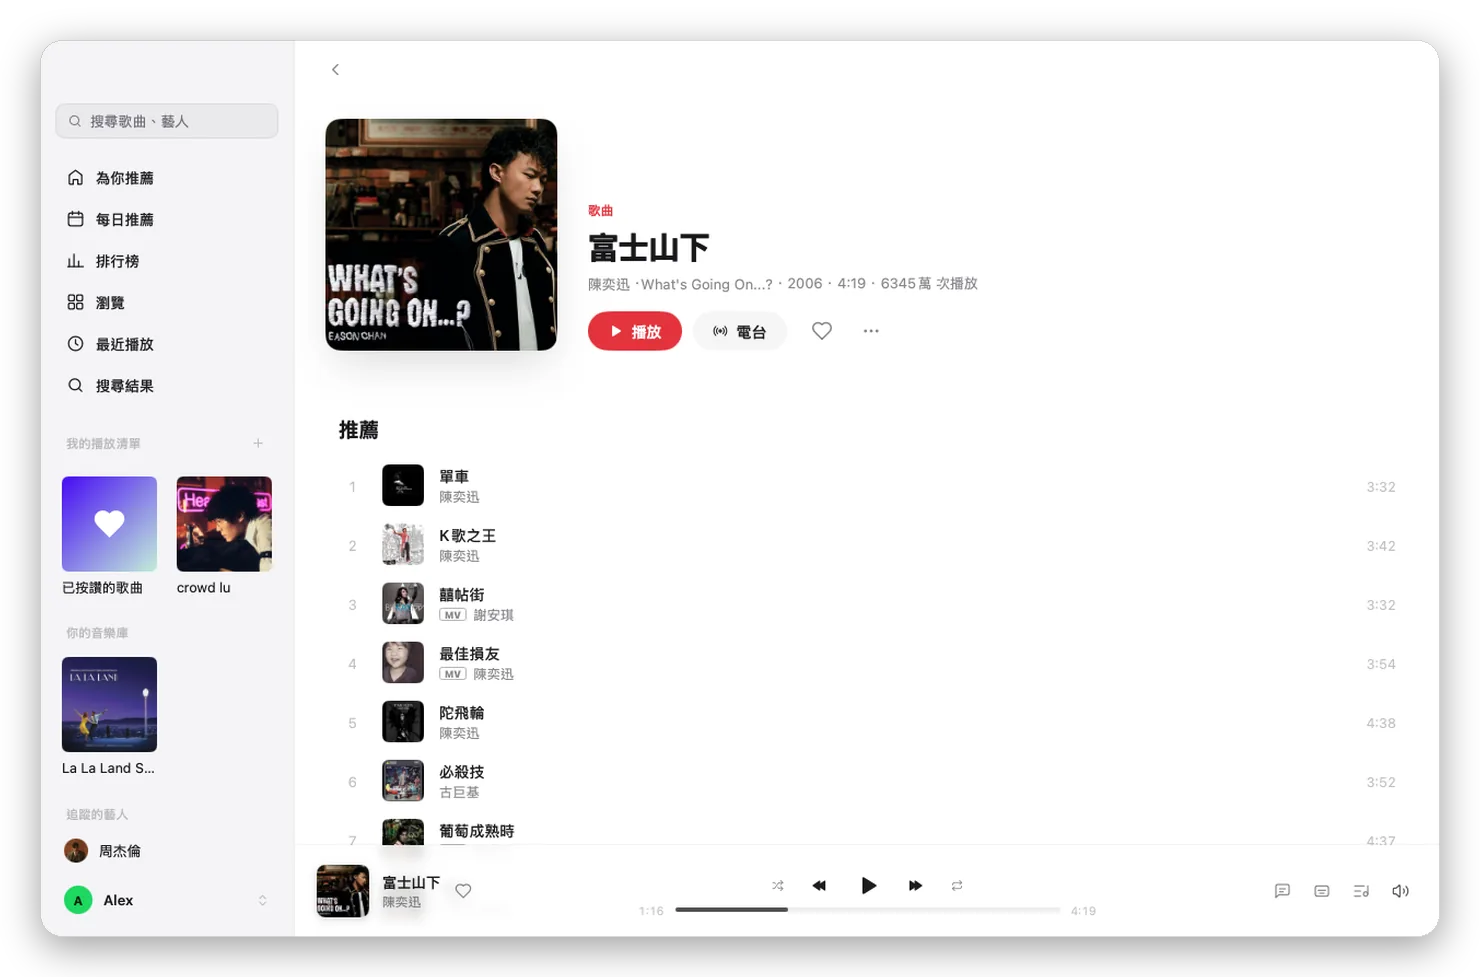 搜尋歌曲、藝人
為你推薦
每日推薦
排行榜
瀏覽
最近播放
搜尋結果
我的播放清單
已按讚的歌曲
crowd lu
你的音樂庫
LA LA LAND
La La Land S...
追蹤的藝人
周杰倫
A
Alex
WHAT'S
GOING ON...?
EASON CHAN
歌曲
富士山下
陳奕迅 · What's Going On...? · 2006 · 4:19 · 6345萬 次播放
播放
電台
推薦
1 單車 3:32
陳奕迅
2 K歌之王 3:42
陳奕迅
3 囍帖街 3:32
MV 謝安琪
4 最佳損友 3:54
MV 陳奕迅
5 陀飛輪 4:38
陳奕迅
6 必殺技 3:52
古巨基
7 葡萄成熟時 4:37
富士山下
陳奕迅
1:16
4:19